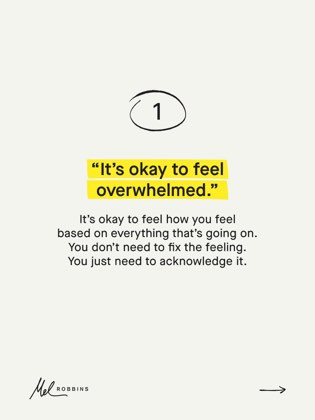 1
“It’s okay to feel
overwhelmed.”
It’s okay to feel how you feel
based on everything that’s going on.
You don’t need to fix the feeling.
You just need to acknowledge it.
Mel ROBBINS